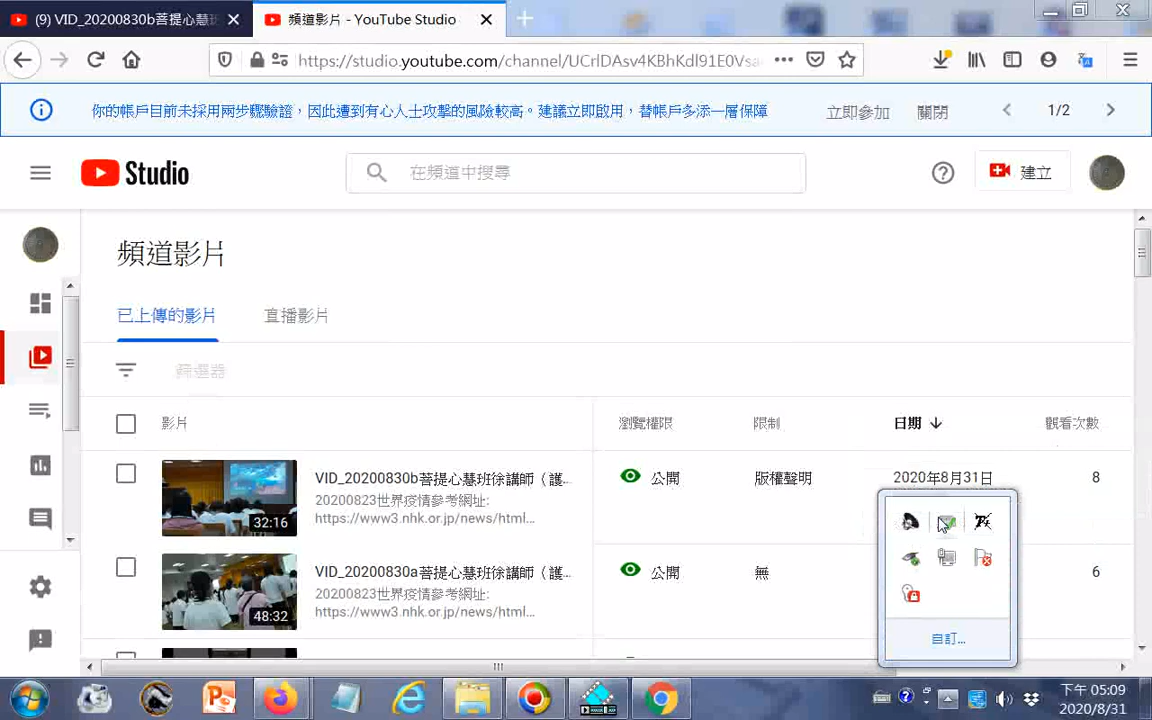 (9) VID_20200830b菩提心慧班
頻道影片 - YouTube Studio
https://studio.youtube.com/channel/UCrlDAsv4KBhKdl91E0Vsa
你的帳戶目前未採用兩步驟驗證，因此遭到有心人士攻擊的風險較高。建議立即啟用，替帳戶多添一層保障
立即參加
關閉
1/2
Studio
在頻道中搜尋
建立
頻道影片
已上傳的影片
直播影片
篩選器
影片
瀏覽權限
限制
日期
觀看次數
VID_20200830b菩提心慧班徐講師（護…
20200823世界疫情參考網址:
https://www3.nhk.or.jp/news/html…
32:16
公開
版權聲明
2020年8月31日
8
VID_20200830a菩提心慧班徐講師（護…
20200823世界疫情參考網址:
https://www3.nhk.or.jp/news/html…
48:32
公開
無
6
自訂...
下午 05:09
2020/8/31